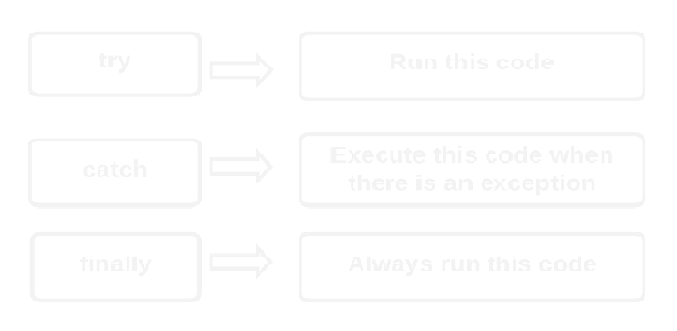 try
Run this code
catch
Execute this code when
there is an exception
finally
Always run this code